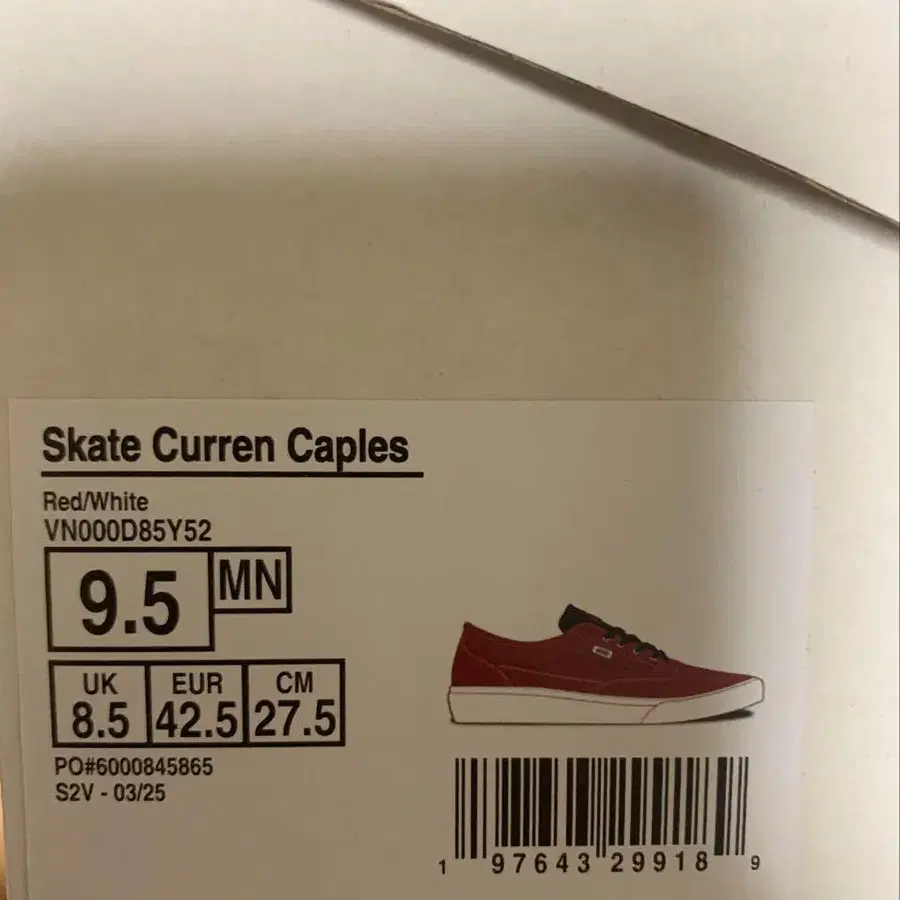 Skate Curren Caples
Red/White
VN000D85Y52
9.5 MN
UK EUR CM
8.5 42.5 27.5
PO#6000845865
S2V - 03/25
1 97643 29918 9